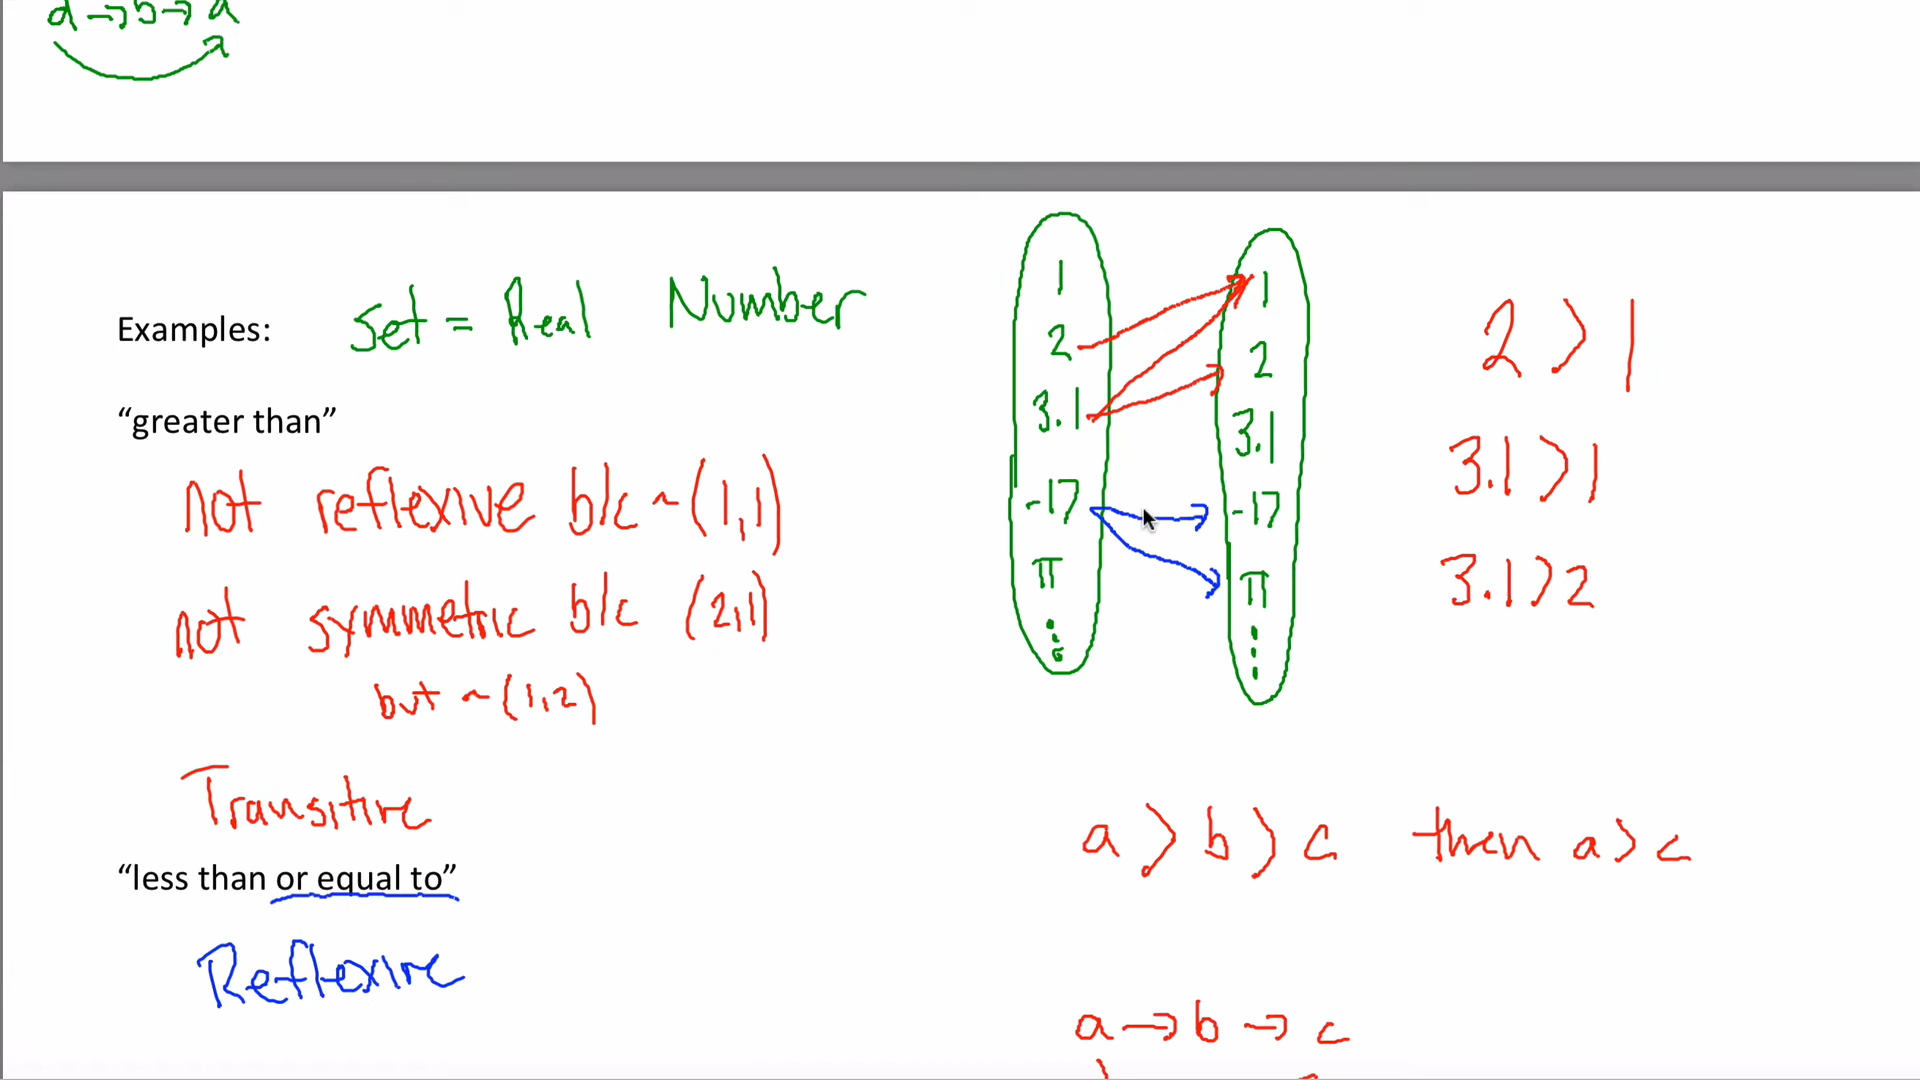 a → b → a
Examples: Set = Real Number
"greater than"
not reflexive b/c ~(1,1)
not symmetric b/c (2,1)
but ~(1,2)
Transitive
"less than or equal to"
Reflexive
1
2
3.1
-17
π
⋮
1
2
3.1
-17
π
⋮
2 > 1
3.1 > 1
3.1 > 2
a > b > c then a > c
a → b → c